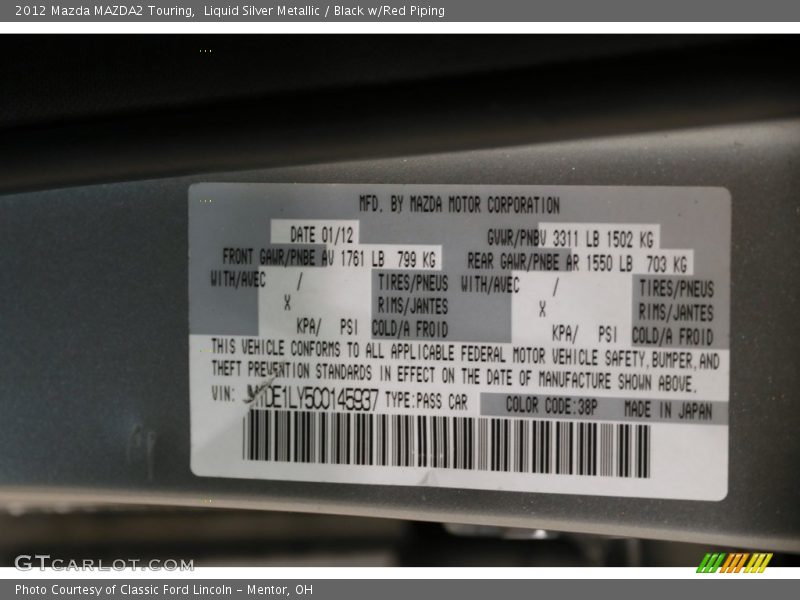 2012 Mazda MAZDA2 Touring, Liquid Silver Metallic / Black w/Red Piping
MFD. BY MAZDA MOTOR CORPORATION
DATE 01/12 GVWR/PNBV 3311 LB 1502 KG
FRONT GAWR/PNBE AV 1761 LB 799 KG REAR GAWR/PNBE AR 1550 LB 703 KG
WITH/AVEC / TIRES/PNEUS WITH/AVEC / TIRES/PNEUS
X RIMS/JANTES X RIMS/JANTES
KPA/ PSI COLD/A FROID KPA/ PSI COLD/A FROID
THIS VEHICLE CONFORMS TO ALL APPLICABLE FEDERAL MOTOR VEHICLE SAFETY, BUMPER, AND
THEFT PREVENTION STANDARDS IN EFFECT ON THE DATE OF MANUFACTURE SHOWN ABOVE.
VIN: JM1DE1LY5C0145937 TYPE:PASS CAR COLOR CODE:38P MADE IN JAPAN
GTCARLOT.COM
Photo Courtesy of Classic Ford Lincoln - Mentor, OH